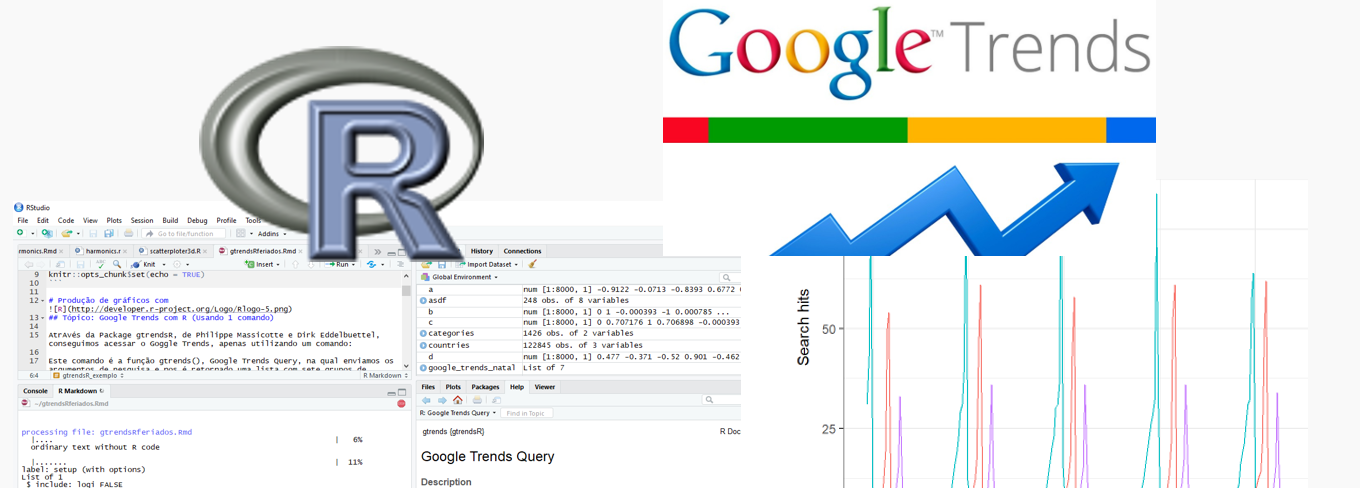 Google™ Trends
R
RStudio
File Edit Code View Plots Session Build Debug Profile Tools
Go to file/function Addins
rmonics.Rmd harmonics.r scatterploter3d.R gtrendsRferiados.Rmd
Knit Insert Run
9 knitr::opts_chunk$set(echo = TRUE)
10 ```
11
12 # Produção de gráficos com
![R](http://developer.r-project.org/Logo/Rlogo-5.png)
13 ## Tópico: Google Trends com R (Usando 1 comando)
14
15 AtrAvés da Package gtrendsR, de Philippe Massicotte e Dirk Eddelbuettel,
conseguimos acessar o Goggle Trends, apenas utilizando um comando:
16
17 Este comando é a função gtrends(), Google Trends Query, na qual enviamos os
argumentos de pesquisa e nos é retornado uma lista com sete grupos de
6:4 gtrendsR_exemplo R Markdown
Console R Markdown
~/gtrendsRferiados.Rmd
processing file: gtrendsRferiados.Rmd
|.... | 6%
ordinary text without R code
|....... | 11%
label: setup (with options)
List of 1
$ include: logi FALSE
History Connections
Import Dataset
Global Environment
a num [1:8000, 1] -0.9122 -0.0713 -0.8393 0.6772
asdf 248 obs. of 8 variables
b num [1:8000, 1] 0 1 -0.000393 -1 0.000785 ...
c num [1:8000, 1] 0 0.707176 1 0.706898 -0.000393
categories 1426 obs. of 2 variables
countries 122845 obs. of 3 variables
d num [1:8000, 1] 0.477 -0.371 -0.52 0.901 -0.462
google_trends_natal List of 7
Files Plots Packages Help Viewer
R: Google Trends Query Find in Topic
gtrends {gtrendsR} R Doc
Google Trends Query
Description
Search hits
50
25